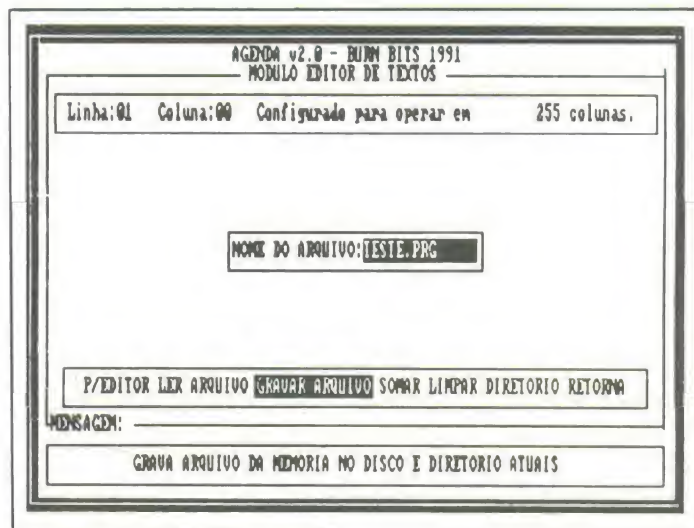 AGENDA v2.0 - BURN BITS 1991
MODULO EDITOR DE TEXTOS
Linha:01 Coluna:00 Configurado para operar em 255 colunas.
NOME DO ARQUIVO:TESTE.PRG
P/EDITOR LER ARQUIVO GRAVAR ARQUIVO SOMAR LIMPAR DIRETORIO RETORNA
MENSAGEM:
GRAVA ARQUIVO DA MEMORIA NO DISCO E DIRETORIO ATUAIS